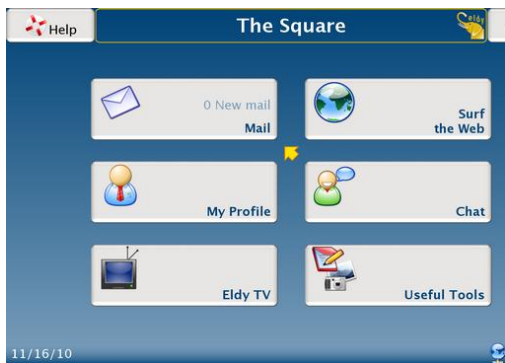 Help
The Square
eldy
0 New mail
Mail
Surf
the Web
My Profile
Chat
Eldy TV
Useful Tools
11/16/10